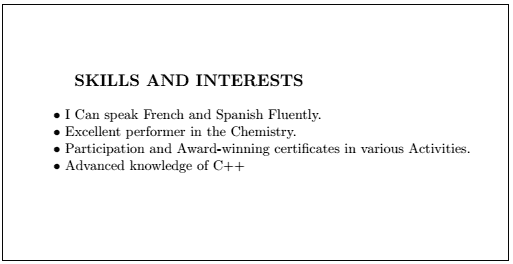 SKILLS AND INTERESTS
• I Can speak French and Spanish Fluently.
• Excellent performer in the Chemistry.
• Participation and Award-winning certificates in various Activities.
• Advanced knowledge of C++